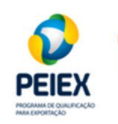 PEIEX
PROGRAMA DE QUALIFICAÇÃO
PARA EXPORTAÇÃO